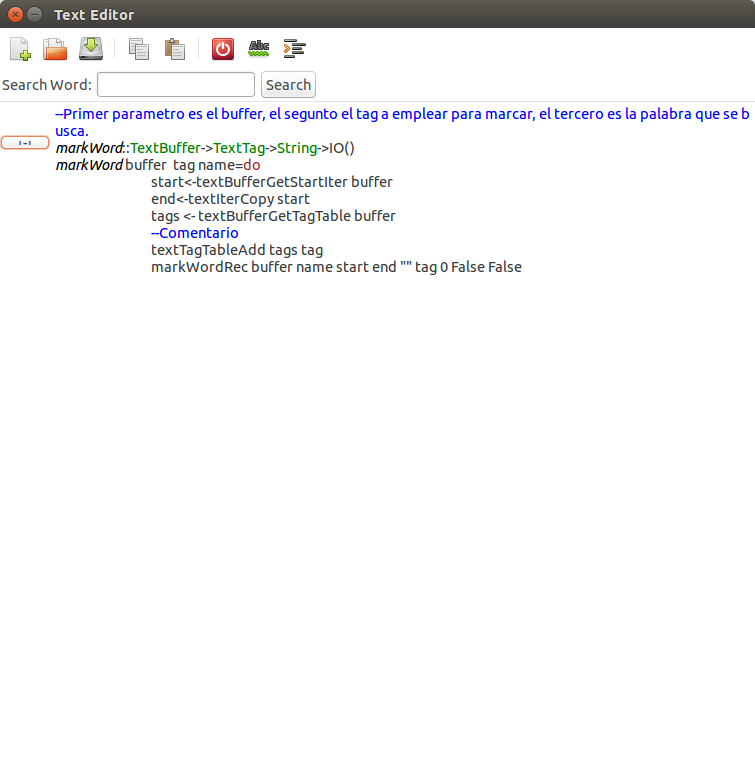 Text Editor
Abc
Search Word: Search
--Primer parametro es el buffer, el segunto el tag a emplear para marcar, el tercero es la palabra que se b
usca.
markWord::TextBuffer->TextTag->String->IO()
markWord buffer  tag name=do
start<-textBufferGetStartIter buffer
end<-textIterCopy start
tags <- textBufferGetTagTable buffer
--Comentario
textTagTableAdd tags tag
markWordRec buffer name start end "" tag 0 False False